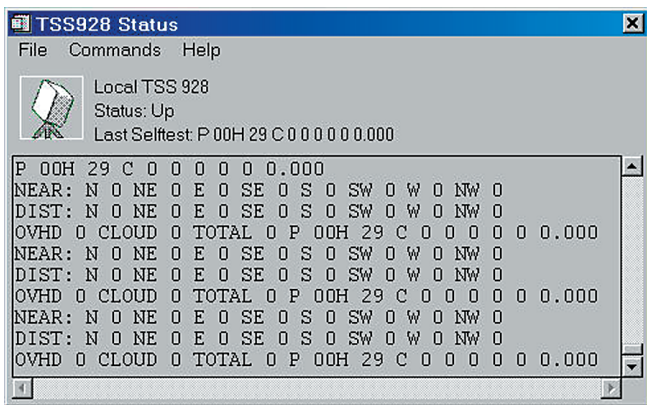 TSS928 Status
File Commands Help
Local TSS 928
Status: Up
Last Selftest: P 00H 29 C 0 0 0 0 0 0.000
P 00H 29 C 0 0 0 0 0 0.000
NEAR: N 0 NE 0 E 0 SE 0 S 0 SW 0 W 0 NW 0
DIST: N 0 NE 0 E 0 SE 0 S 0 SW 0 W 0 NW 0
OVHD 0 CLOUD 0 TOTAL 0 P 00H 29 C 0 0 0 0 0 0.000
NEAR: N 0 NE 0 E 0 SE 0 S 0 SW 0 W 0 NW 0
DIST: N 0 NE 0 E 0 SE 0 S 0 SW 0 W 0 NW 0
OVHD 0 CLOUD 0 TOTAL 0 P 00H 29 C 0 0 0 0 0 0.000
NEAR: N 0 NE 0 E 0 SE 0 S 0 SW 0 W 0 NW 0
DIST: N 0 NE 0 E 0 SE 0 S 0 SW 0 W 0 NW 0
OVHD 0 CLOUD 0 TOTAL 0 P 00H 29 C 0 0 0 0 0 0.000